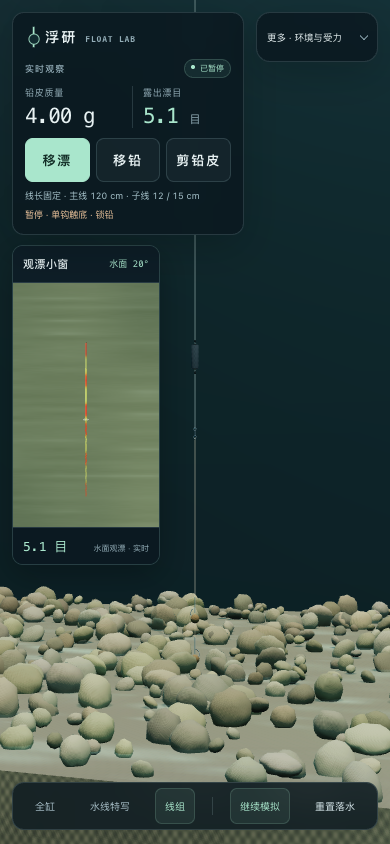 浮研 FLOAT LAB
更多 · 环境与受力
实时观察
已暂停
铅皮质量
露出漂目
4.00 g
5.1 目
移漂
移铅
剪铅皮
线长固定 · 主线 120 cm · 子线 12 / 15 cm
暂停 · 单钩触底 · 锁铅
观漂小窗
水面 20°
5.1 目
水面观漂 · 实时
全缸
水线特写
线组
继续模拟
重置落水